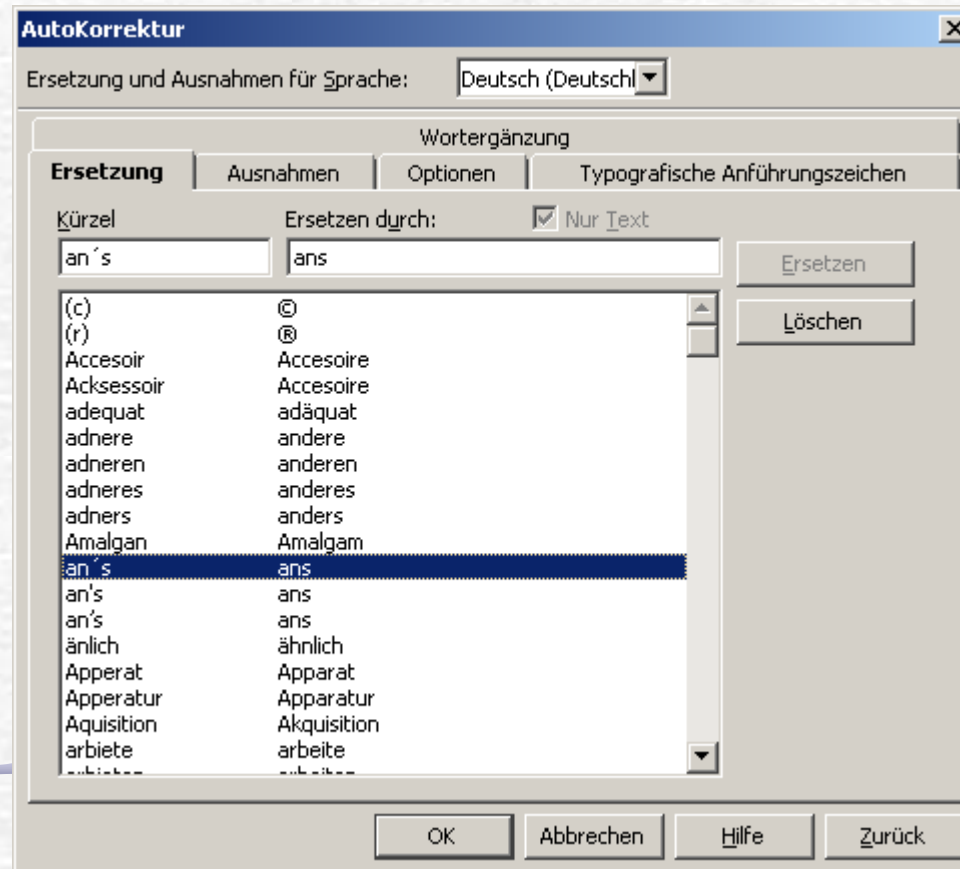 AutoKorrektur
Ersetzung und Ausnahmen für Sprache: Deutsch (Deutschl
Wortergänzung
Ersetzung Ausnahmen Optionen Typografische Anführungszeichen
Kürzel Ersetzen durch: Nur Text
an´s ans Ersetzen
(c) ©
(r) ® Löschen
Accesoir Accesoire
Acksessoir Accesoire
adequat adäquat
adnere andere
adneren anderen
adneres anderes
adners anders
Amalgan Amalgam
an´s ans
an's ans
an’s ans
änlich ähnlich
Apperat Apparat
Apperatur Apparatur
Aquisition Akquisition
arbiete arbeite
OK Abbrechen Hilfe Zurück